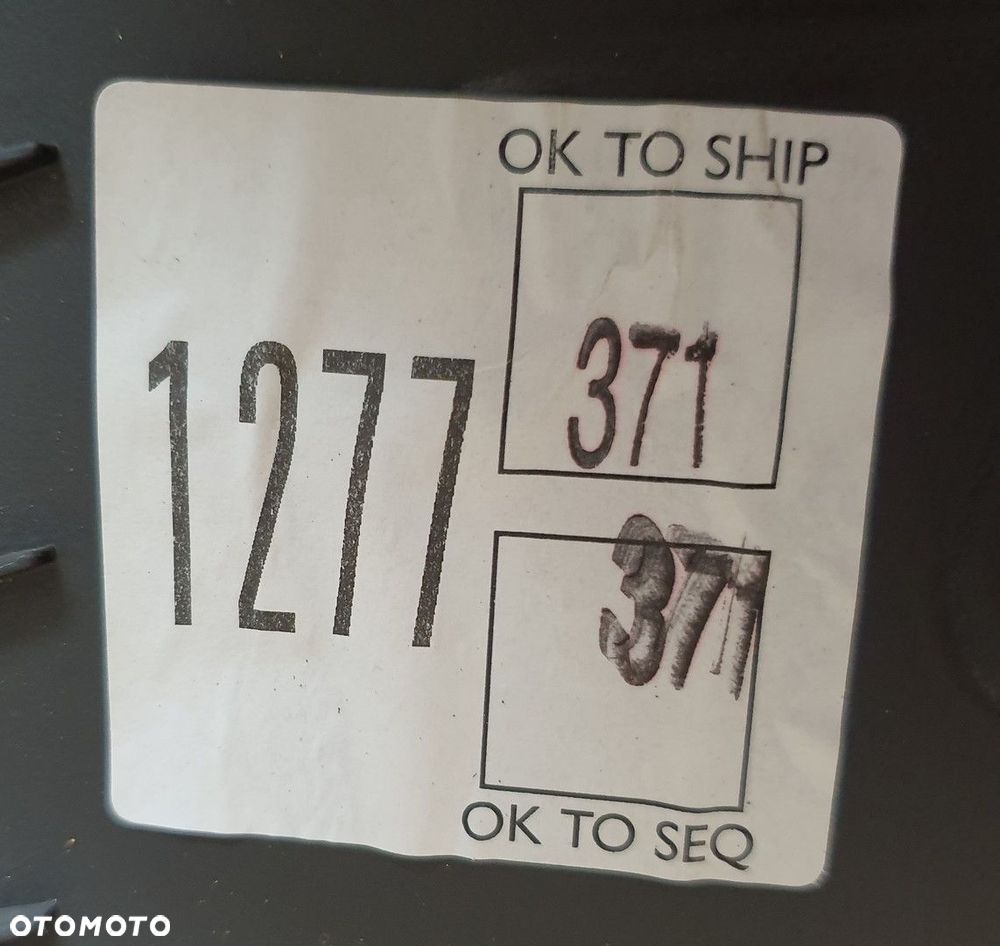 OK TO SHIP
371
1277
371
OK TO SEQ
OTOMOTO